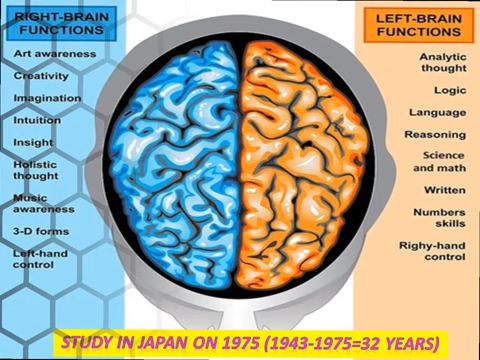 RIGHT-BRAIN
FUNCTIONS
Art awareness
Creativity
Imagination
Intuition
Insight
Holistic
thought
Music
awareness
3-D forms
Left-hand
control
LEFT-BRAIN
FUNCTIONS
Analytic
thought
Logic
Language
Reasoning
Science
and math
Written
Numbers
skills
Righy-hand
control
STUDY IN JAPAN ON 1975 (1943-1975=32 YEARS)